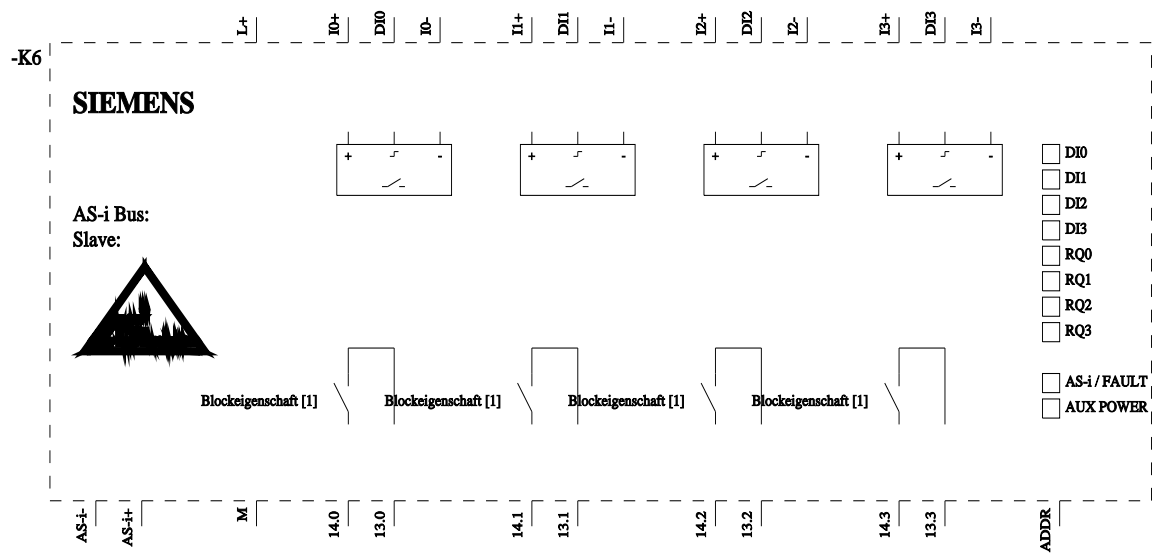 L+ I0+ DI0 I0- I1+ DI1 I1- I2+ DI2 I2- I3+ DI3 I3-
-K6
SIEMENS
+ - + - + - + -
DI0
DI1
DI2
DI3
RQ0
RQ1
RQ2
RQ3
AS-i Bus:
Slave:
AS-i / FAULT
AUX POWER
Blockeigenschaft [1] Blockeigenschaft [1] Blockeigenschaft [1] Blockeigenschaft [1]
AS-i- AS-i+ M 14.0 13.0 14.1 13.1 14.2 13.2 14.3 13.3 ADDR